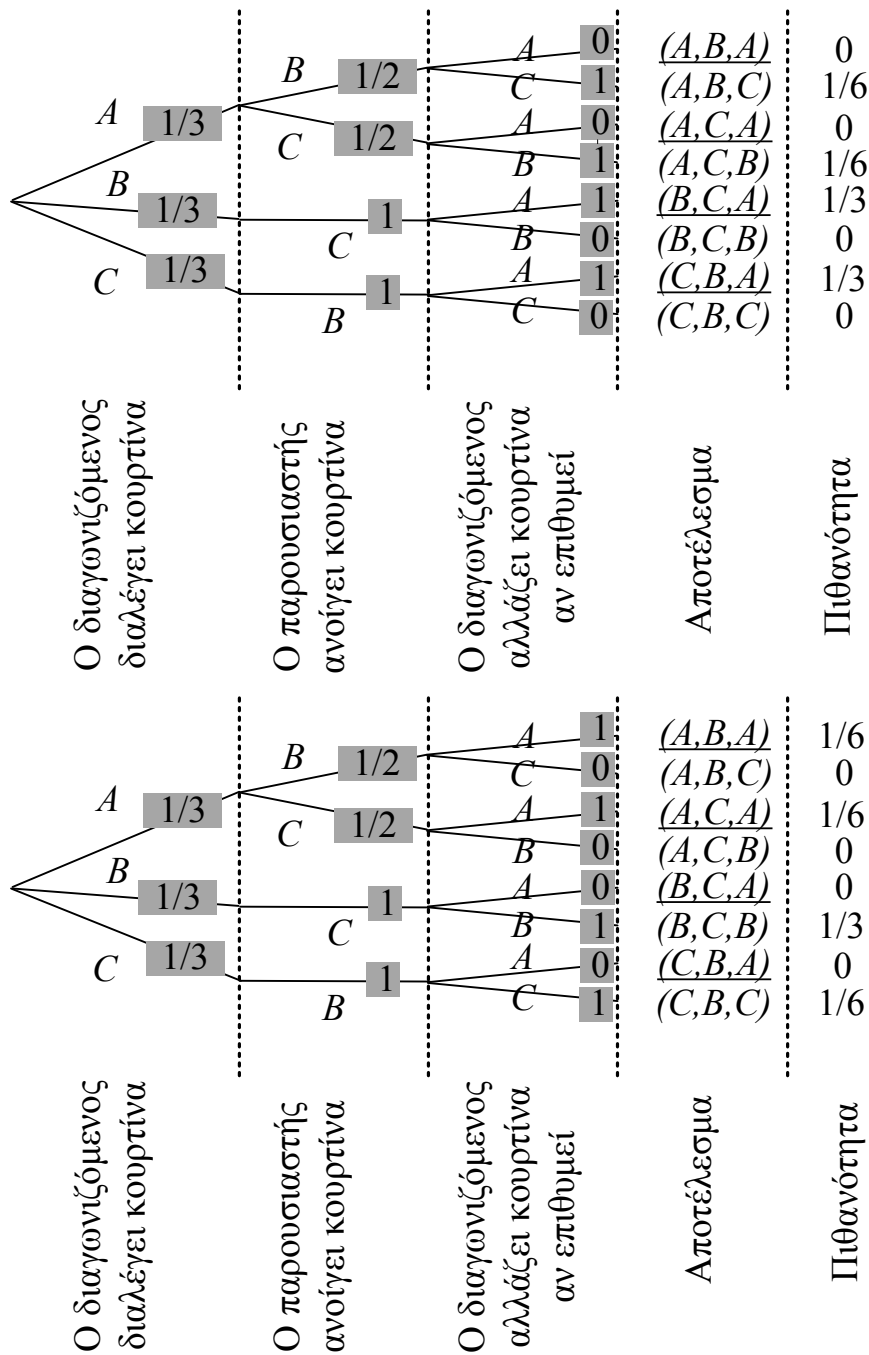 A 1/3 B 1/2 A 0 (A,B,A) 0
C 1 (A,B,C) 1/6
C 1/2 A 0 (A,C,A) 0
B 1 (A,C,B) 1/6
B 1/3 C 1 A 1 (B,C,A) 1/3
B 0 (B,C,B) 0
C 1/3 B 1 A 1 (C,B,A) 1/3
C 0 (C,B,C) 0
Ο διαγωνιζόμενος
διαλέγει κουρτίνα
Ο παρουσιαστής
ανοίγει κουρτίνα
Ο διαγωνιζόμενος
αλλάζει κουρτίνα
αν επιθυμεί
Αποτέλεσμα
Πιθανότητα
A 1/3 B 1/2 A 1 (A,B,A) 1/6
C 0 (A,B,C) 0
C 1/2 A 1 (A,C,A) 1/6
B 0 (A,C,B) 0
B 1/3 C 1 A 0 (B,C,A) 0
B 1 (B,C,B) 1/3
C 1/3 B 1 A 0 (C,B,A) 0
C 1 (C,B,C) 1/6
Ο διαγωνιζόμενος
διαλέγει κουρτίνα
Ο παρουσιαστής
ανοίγει κουρτίνα
Ο διαγωνιζόμενος
αλλάζει κουρτίνα
αν επιθυμεί
Αποτέλεσμα
Πιθανότητα